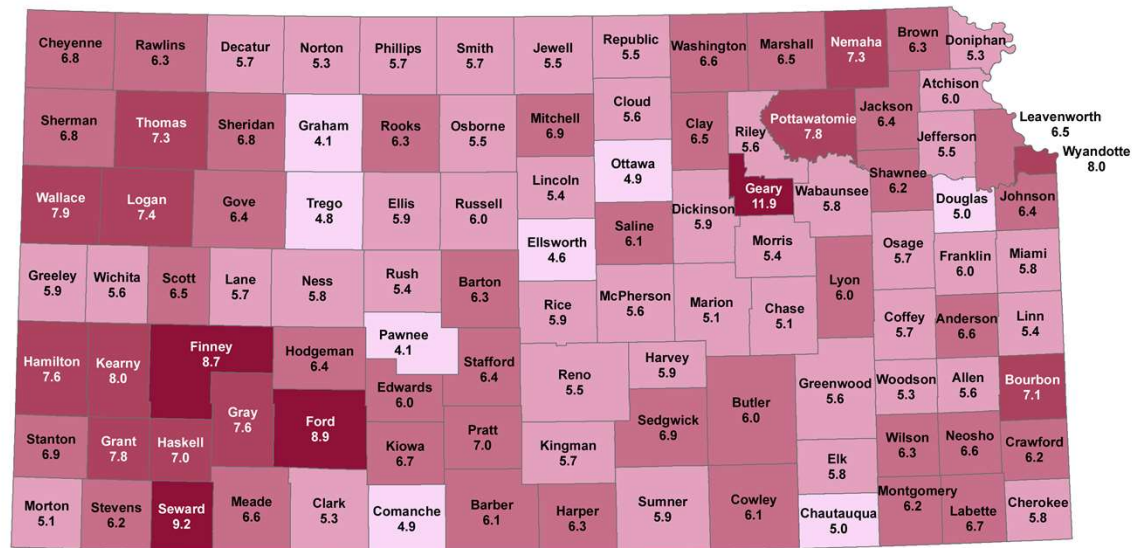 Cheyenne
6.8
Rawlins
6.3
Decatur
5.7
Norton
5.3
Phillips
5.7
Smith
5.7
Jewell
5.5
Republic
5.5
Washington
6.6
Marshall
6.5
Nemaha
7.3
Brown
6.3
Doniphan
5.3
Atchison
6.0
Sherman
6.8
Thomas
7.3
Sheridan
6.8
Graham
4.1
Rooks
6.3
Osborne
5.5
Mitchell
6.9
Cloud
5.6
Clay
6.5
Riley
5.6
Pottawatomie
7.8
Jackson
6.4
Jefferson
5.5
Leavenworth
6.5
Wyandotte
8.0
Ottawa
4.9
Lincoln
5.4
Wallace
7.9
Logan
7.4
Gove
6.4
Trego
4.8
Ellis
5.9
Russell
6.0
Saline
6.1
Dickinson
5.9
Geary
11.9
Wabaunsee
5.8
Shawnee
6.2
Douglas
5.0
Johnson
6.4
Ellsworth
4.6
Morris
5.4
Osage
5.7
Franklin
6.0
Miami
5.8
Greeley
5.9
Wichita
5.6
Scott
6.5
Lane
5.7
Ness
5.8
Rush
5.4
Barton
6.3
Rice
5.9
McPherson
5.6
Marion
5.1
Chase
5.1
Lyon
6.0
Coffey
5.7
Anderson
6.6
Linn
5.4
Hamilton
7.6
Kearny
8.0
Finney
8.7
Hodgeman
6.4
Pawnee
4.1
Stafford
6.4
Edwards
6.0
Reno
5.5
Harvey
5.9
Butler
6.0
Greenwood
5.6
Woodson
5.3
Allen
5.6
Bourbon
7.1
Gray
7.6
Ford
8.9
Kiowa
6.7
Pratt
7.0
Kingman
5.7
Sedgwick
6.9
Stanton
6.9
Grant
7.8
Haskell
7.0
Elk
5.8
Wilson
6.3
Neosho
6.6
Crawford
6.2
Morton
5.1
Stevens
6.2
Seward
9.2
Meade
6.6
Clark
5.3
Comanche
4.9
Barber
6.1
Harper
6.3
Sumner
5.9
Cowley
6.1
Chautauqua
5.0
Montgomery
6.2
Labette
6.7
Cherokee
5.8